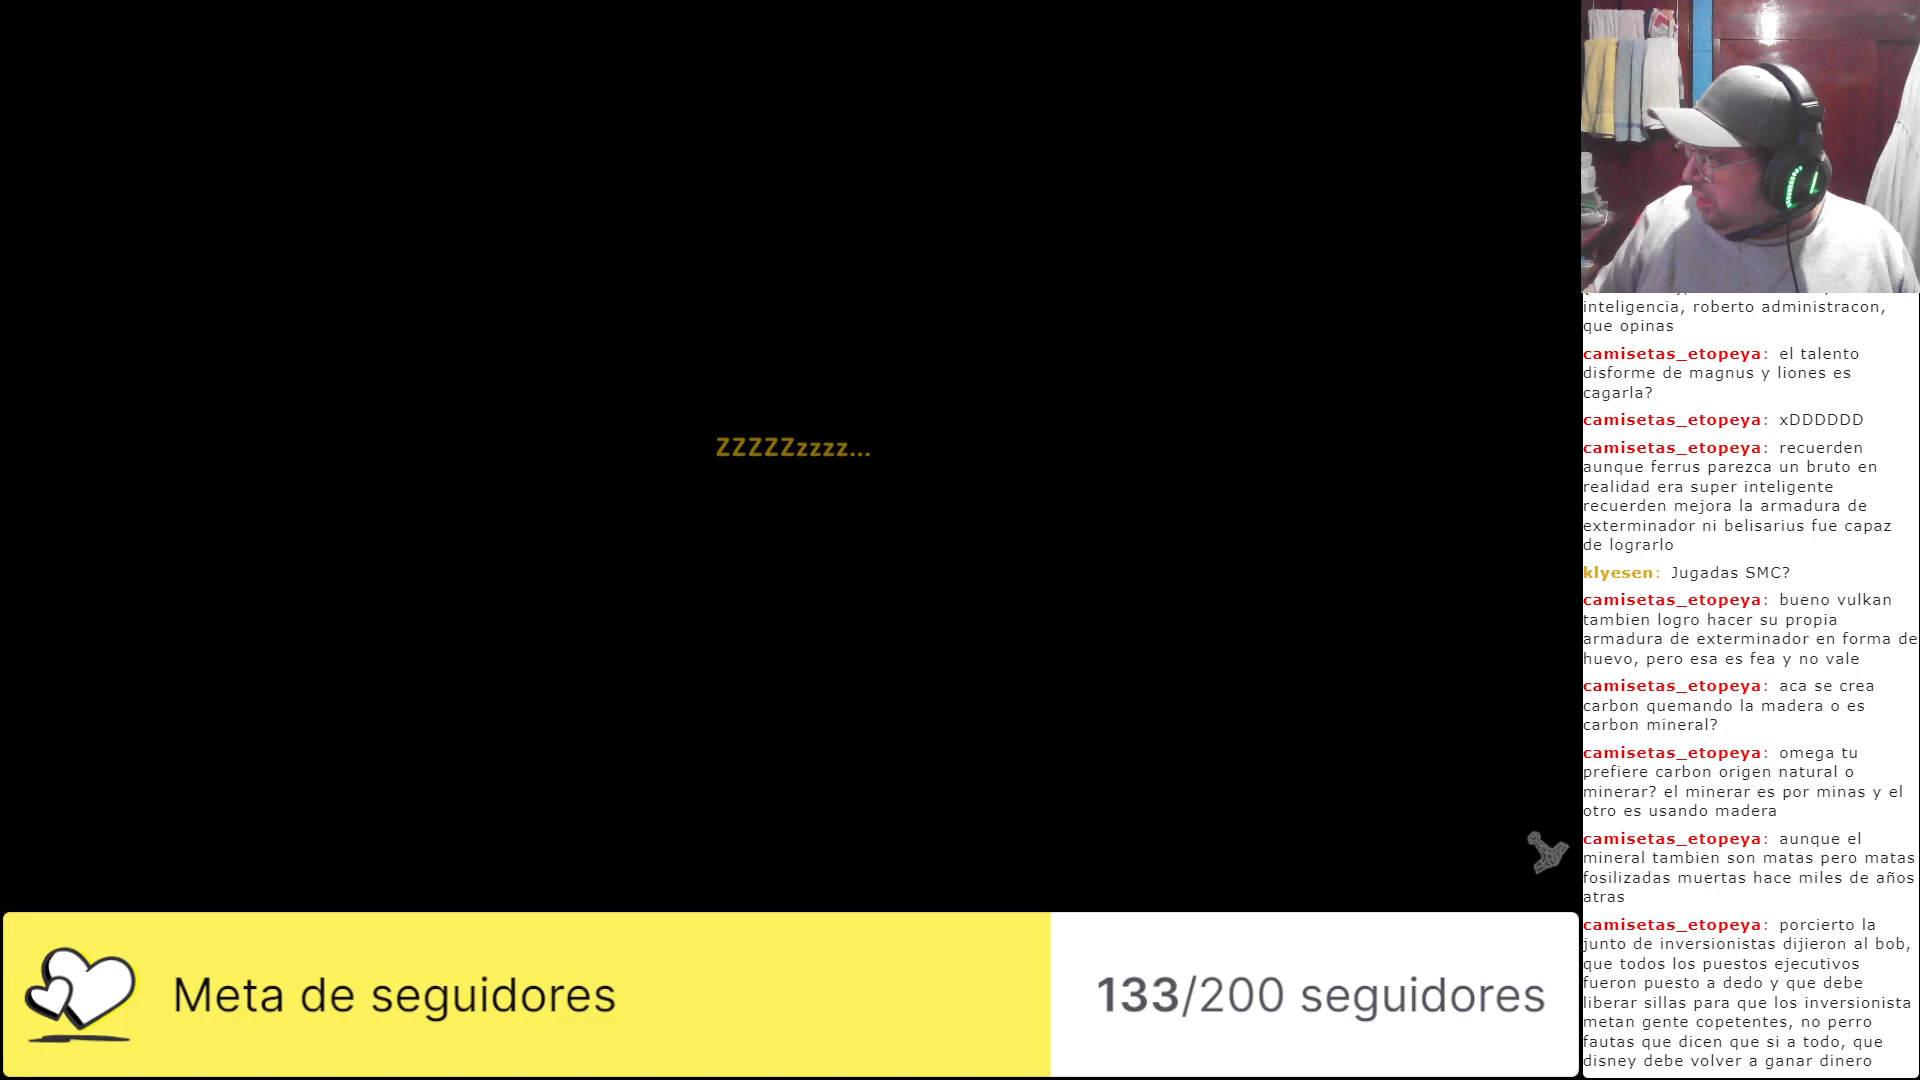 ZZZZZzzzz...
inteligencia, roberto administracon,
que opinas
camisetas_etopeya: el talento
disforme de magnus y liones es
cagarla?
camisetas_etopeya: xDDDDDD
camisetas_etopeya: recuerden
aunque ferrus parezca un bruto en
realidad era super inteligente
recuerden mejora la armadura de
exterminador ni belisarius fue capaz
de lograrlo
klyesen: Jugadas SMC?
camisetas_etopeya: bueno vulkan
tambien logro hacer su propia
armadura de exterminador en forma de
huevo, pero esa es fea y no vale
camisetas_etopeya: aca se crea
carbon quemando la madera o es
carbon mineral?
camisetas_etopeya: omega tu
prefiere carbon origen natural o
minerar? el minerar es por minas y el
otro es usando madera
camisetas_etopeya: aunque el
mineral tambien son matas pero matas
fosilizadas muertas hace miles de años
atras
camisetas_etopeya: porcierto la
junto de inversionistas dijieron al bob,
que todos los puestos ejecutivos
fueron puesto a dedo y que debe
liberar sillas para que los inversionista
metan gente copetentes, no perro
fautas que dicen que si a todo, que
disney debe volver a ganar dinero
Meta de seguidores
133/200 seguidores